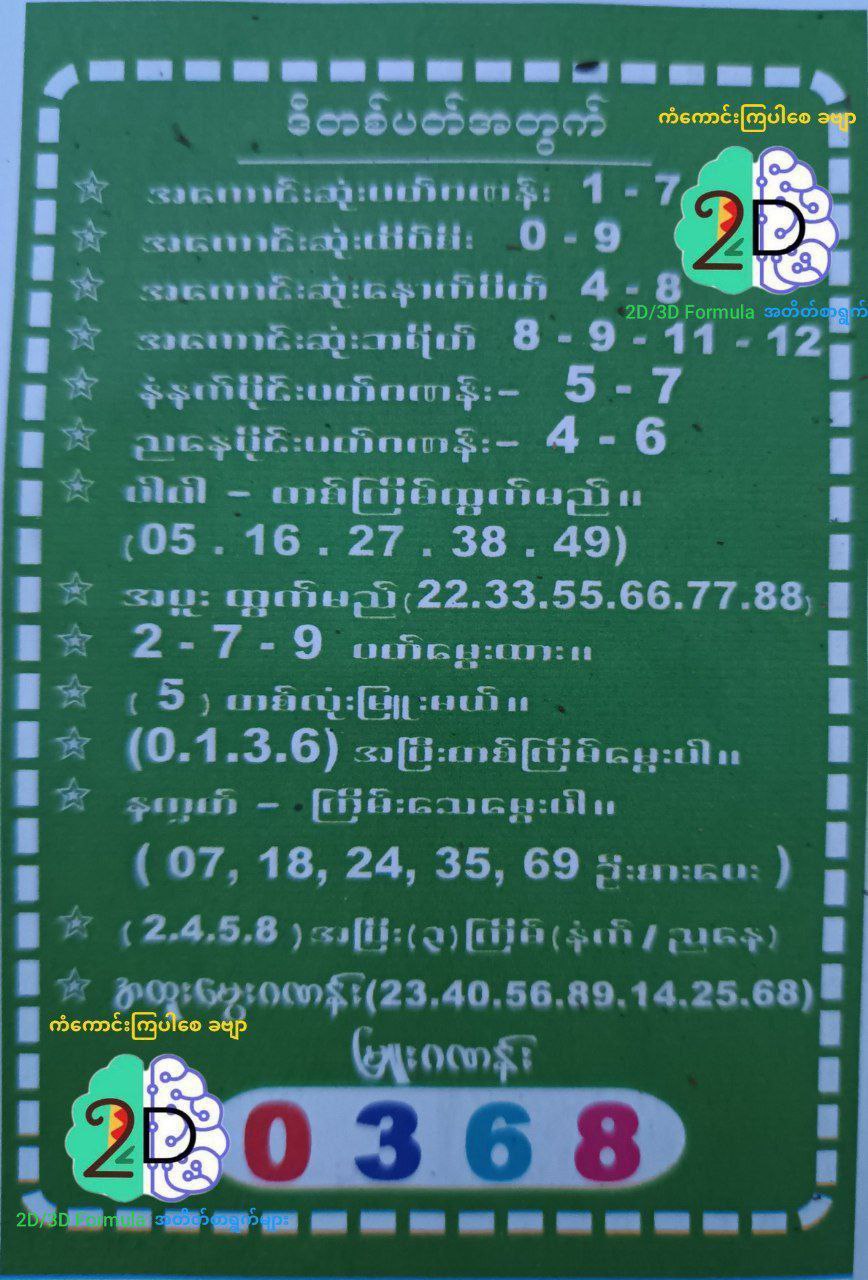 ဒီတစ်ပတ်အတွက်
ကံကောင်းကြပါစေ ခဗျာ
အကောင်းဆုံးပတ်ဂဏန်း 1 - 7
2D
အကောင်းဆုံးထိပ်စီး 0 - 9
အကောင်းဆုံးနောက်ပိတ် 4 - 8
2D/3D Formula အတိတ်စာရွက်
အကောင်းဆုံးဘရိတ် 8 - 9 - 11 - 12
နံနက်ပိုင်းပတ်ဂဏန်း– 5 - 7
ညနေပိုင်းပတ်ဂဏန်း– 4 - 6
ပါဝါ – တစ်ကြိမ်ထွက်မည်။
(05 . 16 . 27 . 38 . 49)
အပူး ထွက်မည်(22.33.55.66.77.88)
2 - 7 - 9 ပတ်မွေးထား။
( 5 ) တစ်လုံးမြူးမယ်။
(0.1.3.6) အပြီးတစ်ကြိမ်မွေးပါ။
နက္ခတ် – ကြိမ်းသေမွေးပါ။
( 07, 18, 24, 35, 69 ဦးစားပေး )
( 2.4.5.8 ) အပြီး(၃)ကြိမ်(နံက် / ညနေ)
အထူးမွေးဂဏန်း(23.40.56.89.14.25.68)
ကံကောင်းကြပါစေ ခဗျာ
မြူးဂဏန်း
2D
0 3 6 8
2D/3D Formula အတိတ်စာရွက်များ